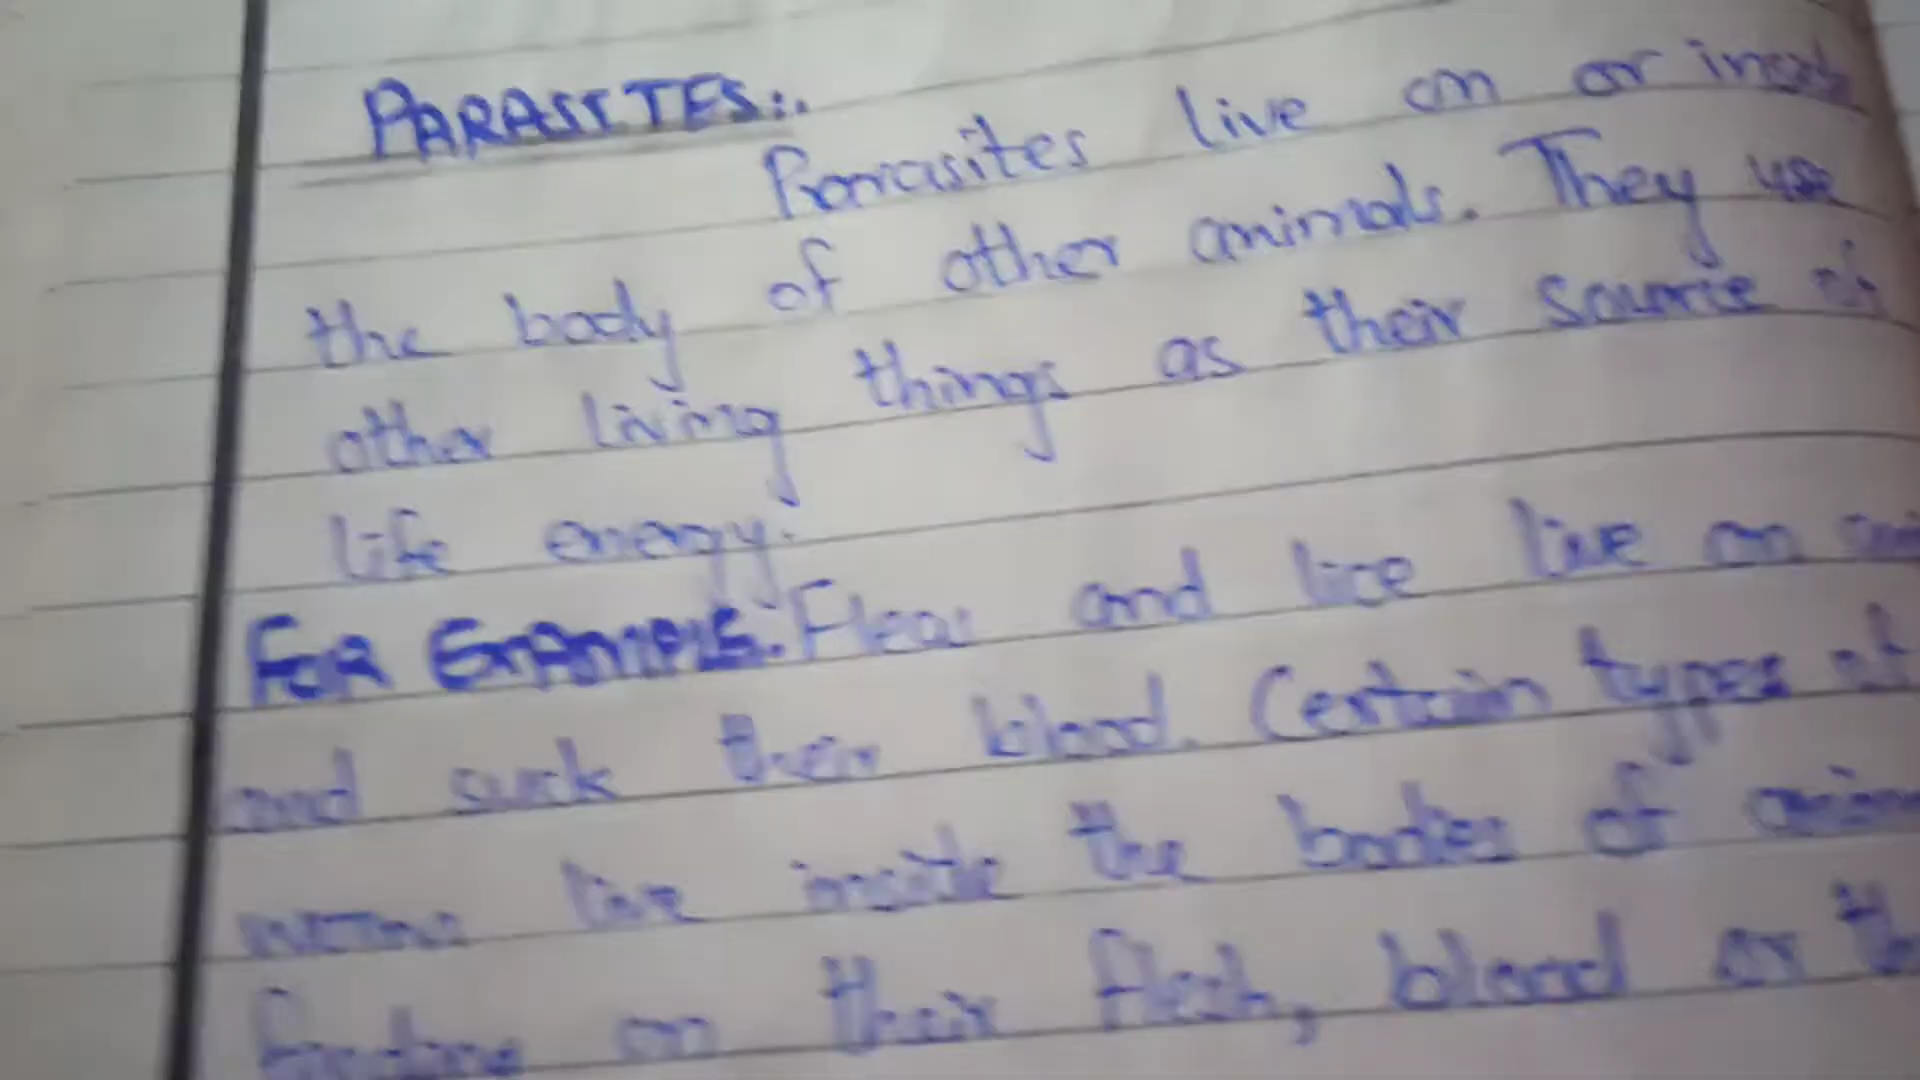 PARASITES:.
Parasites live on or inside
the body of other animals. They use
other living things as their source of
life energy.
FOR EXAMPLE: Fleas and lice live on
and suck their blood. Certain types of
worms live inside the bodies of
on their flesh, blood or